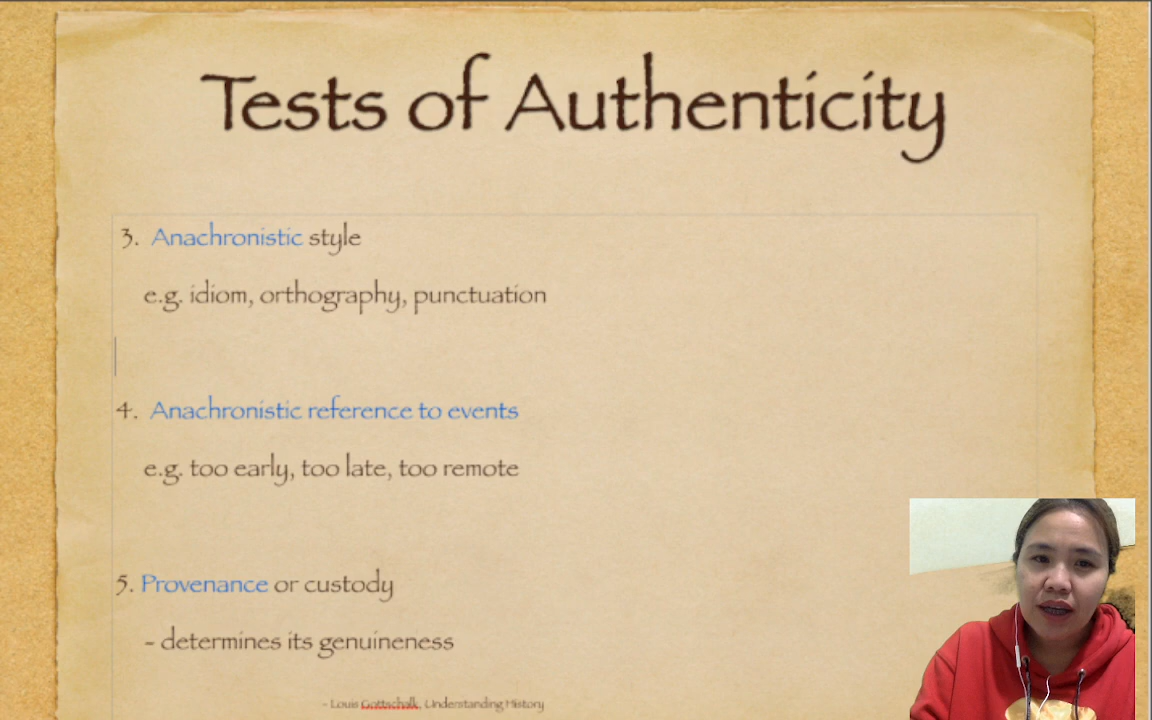 Tests of Authenticity
3. Anachronistic style
e.g. idiom, orthography, punctuation
4. Anachronistic reference to events
e.g. too early, too late, too remote
5. Provenance or custody
- determines its genuineness
- Louis Gottschalk, Understanding History